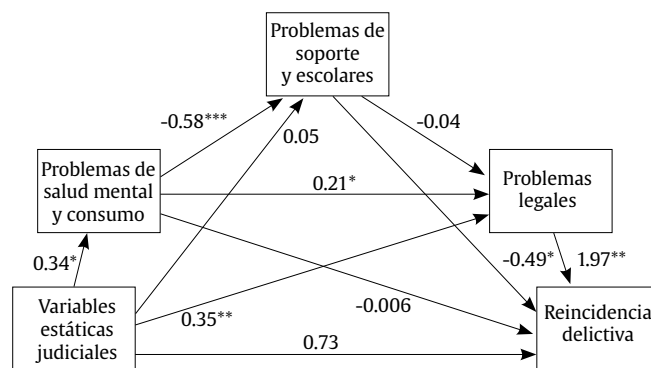 Problemas de
soporte
y escolares
-0.58***
0.05
-0.04
Problemas de
salud mental
y consumo
0.21*
Problemas
legales
0.34*
-0.49*
1.97**
Variables
estáticas
judiciales
0.35**
-0.006
0.73
Reincidencia
delictiva